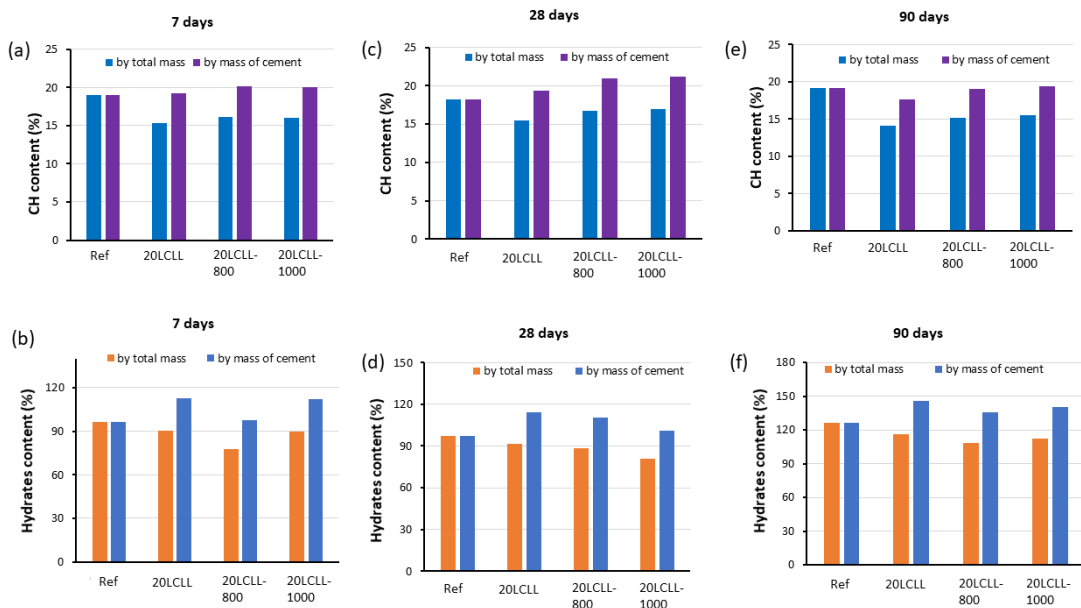 7 days
(a)
by total mass
by mass of cement
CH content (%)
25
20
15
10
5
0
Ref
20LCLL
20LCLL-
800
20LCLL-
1000
28 days
(c)
by total mass
by mass of cement
CH content (%)
25
20
15
10
5
0
Ref
20LCLL
20LCLL-
800
20LCLL-
1000
90 days
(e)
by total mass
by mass of cement
CH content (%)
25
20
15
10
5
0
Ref
20LCLL
20LCLL-
800
20LCLL-
1000
7 days
(b)
by total mass
by mass of cement
Hydrates content (%)
120
90
60
30
0
Ref
20LCLL
20LCLL-
800
20LCLL-
1000
28 days
(d)
by total mass
by mass of cement
Hydrates content (%)
150
120
90
60
30
0
Ref
20LCLL
20LCLL-
800
20LCLL-
1000
90 days
(f)
by total mass
by mass of cement
Hydrates content (%)
180
150
120
90
60
30
0
Ref
20LCLL
20LCLL-
800
20LCLL-
1000